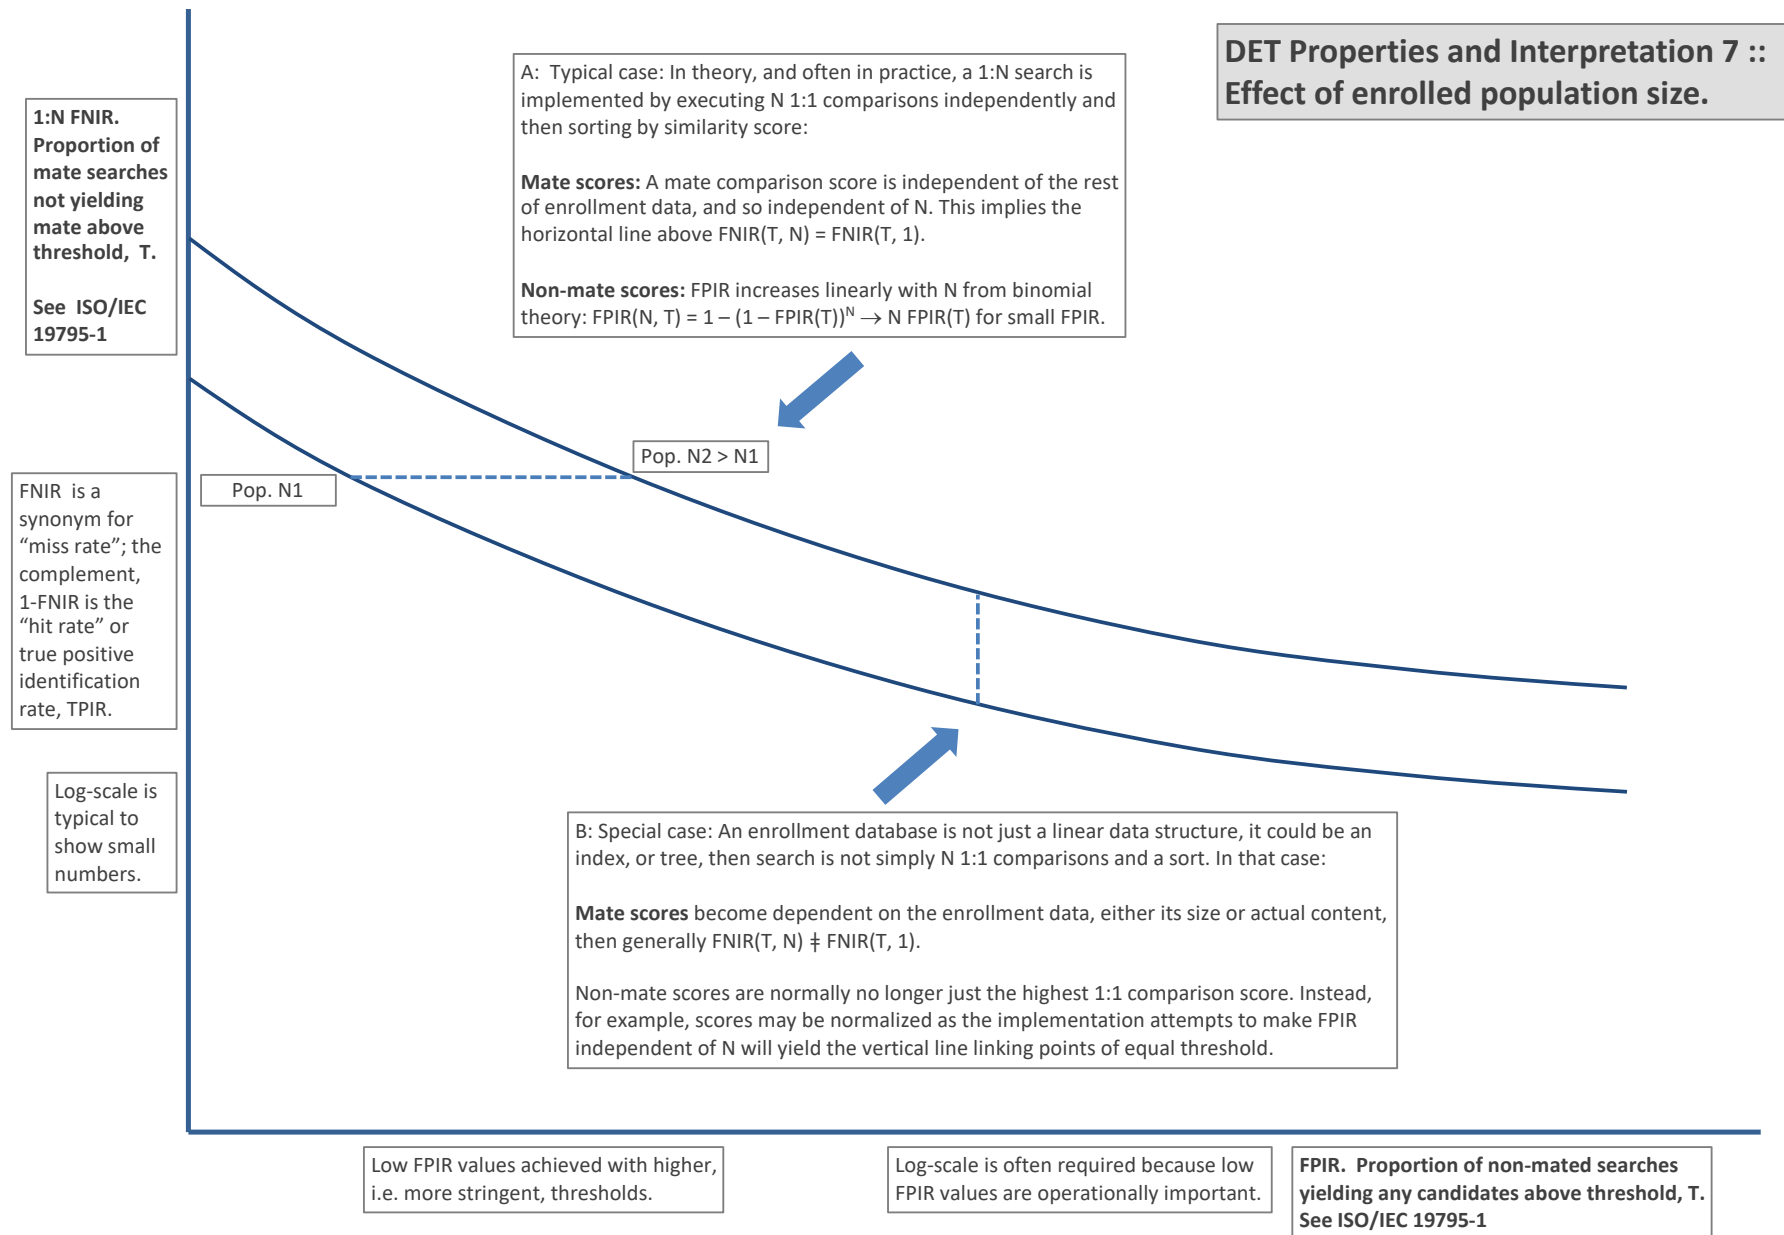 DET Properties and Interpretation 7 ::
Effect of enrolled population size.
A: Typical case: In theory, and often in practice, a 1:N search is
implemented by executing N 1:1 comparisons independently and
then sorting by similarity score:
Mate scores: A mate comparison score is independent of the rest
of enrollment data, and so independent of N. This implies the
horizontal line above FNIR(T, N) = FNIR(T, 1).
Non-mate scores: FPIR increases linearly with N from binomial
theory: FPIR(N, T) = 1 – (1 – FPIR(T))^N → N FPIR(T) for small FPIR.
1:N FNIR.
Proportion of
mate searches
not yielding
mate above
threshold, T.
See ISO/IEC
19795-1
Pop. N2 > N1
Pop. N1
FNIR is a
synonym for
“miss rate”; the
complement,
1-FNIR is the
“hit rate” or
true positive
identification
rate, TPIR.
Log-scale is
typical to
show small
numbers.
B: Special case: An enrollment database is not just a linear data structure, it could be an
index, or tree, then search is not simply N 1:1 comparisons and a sort. In that case:
Mate scores become dependent on the enrollment data, either its size or actual content,
then generally FNIR(T, N) ǂ FNIR(T, 1).
Non-mate scores are normally no longer just the highest 1:1 comparison score. Instead,
for example, scores may be normalized as the implementation attempts to make FPIR
independent of N will yield the vertical line linking points of equal threshold.
Low FPIR values achieved with higher,
i.e. more stringent, thresholds.
Log-scale is often required because low
FPIR values are operationally important.
FPIR. Proportion of non-mated searches
yielding any candidates above threshold, T.
See ISO/IEC 19795-1